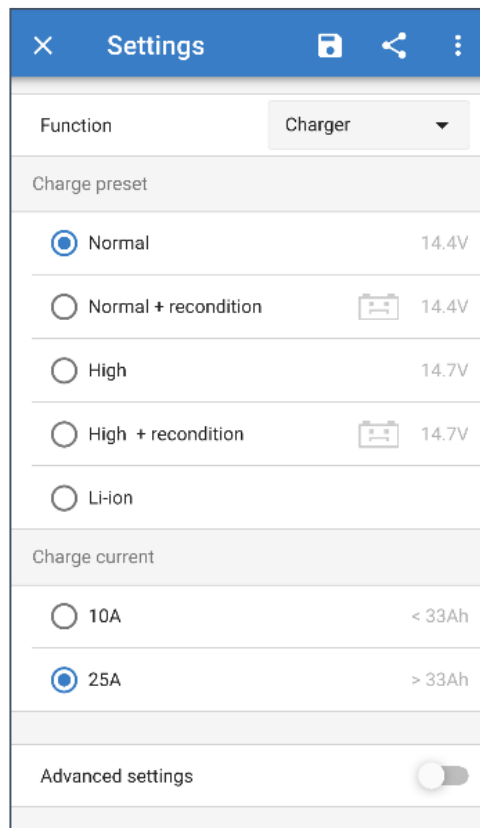 Settings
Function Charger
Charge preset
Normal 14.4V
Normal + recondition 14.4V
High 14.7V
High + recondition 14.7V
Li-ion
Charge current
10A < 33Ah
25A > 33Ah
Advanced settings